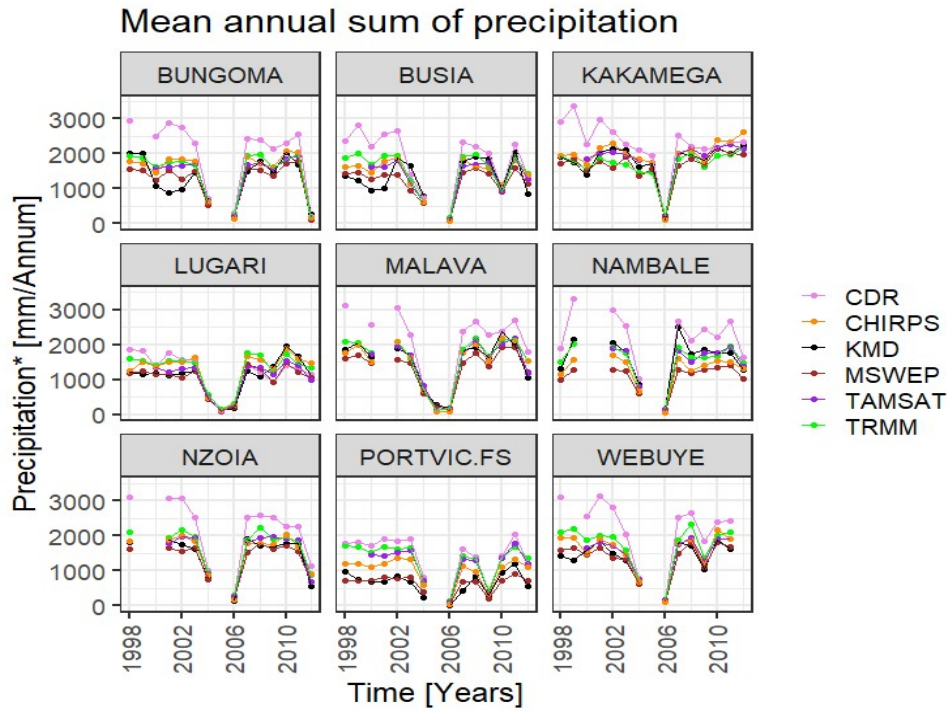 Mean annual sum of precipitation
BUNGOMA BUSIA KAKAMEGA
3000
2000
1000
0
LUGARI MALAVA NAMBALE
3000
2000
1000
0
NZOIA PORTVIC.FS WEBUYE
3000
2000
1000
0
1998 2002 2006 2010 1998 2002 2006 2010 1998 2002 2006 2010
Time [Years]
Precipitation* [mm/Annum]
CDR
CHIRPS
KMD
MSWEP
TAMSAT
TRMM